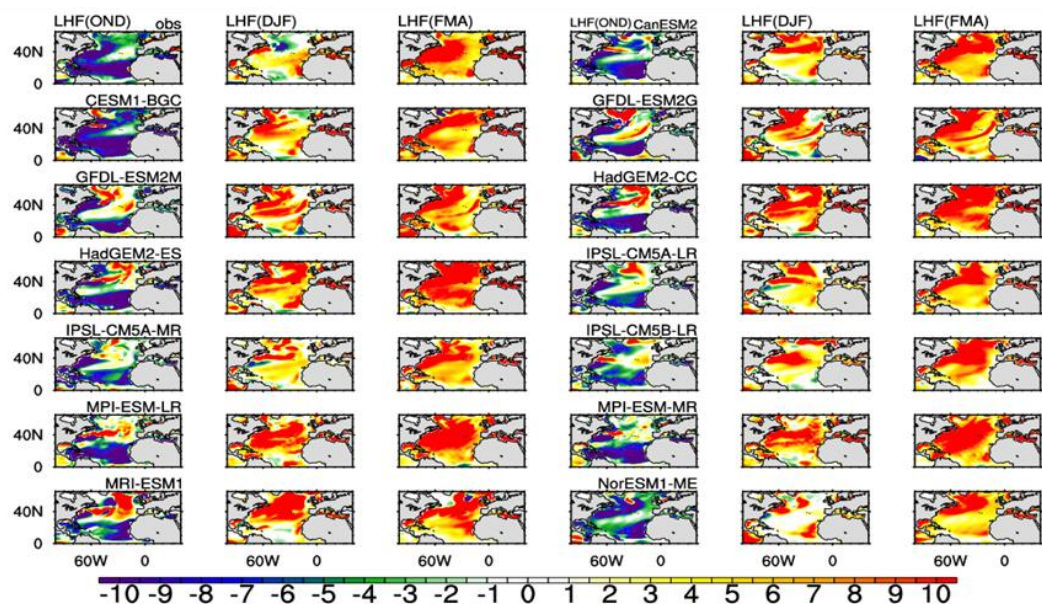 LHF(OND) obs LHF(DJF) LHF(FMA) LHF(OND) CanESM2 LHF(DJF) LHF(FMA)
40N
0
CESM1-BGC GFDL-ESM2G
40N
0
GFDL-ESM2M HadGEM2-CC
40N
0
HadGEM2-ES IPSL-CM5A-LR
40N
0
IPSL-CM5A-MR IPSL-CM5B-LR
40N
0
MPI-ESM-LR MPI-ESM-MR
40N
0
MRI-ESM1 NorESM1-ME
40N
0
60W 0 60W 0 60W 0 60W 0 60W 0 60W 0
-10 -9 -8 -7 -6 -5 -4 -3 -2 -1 0 1 2 3 4 5 6 7 8 9 10